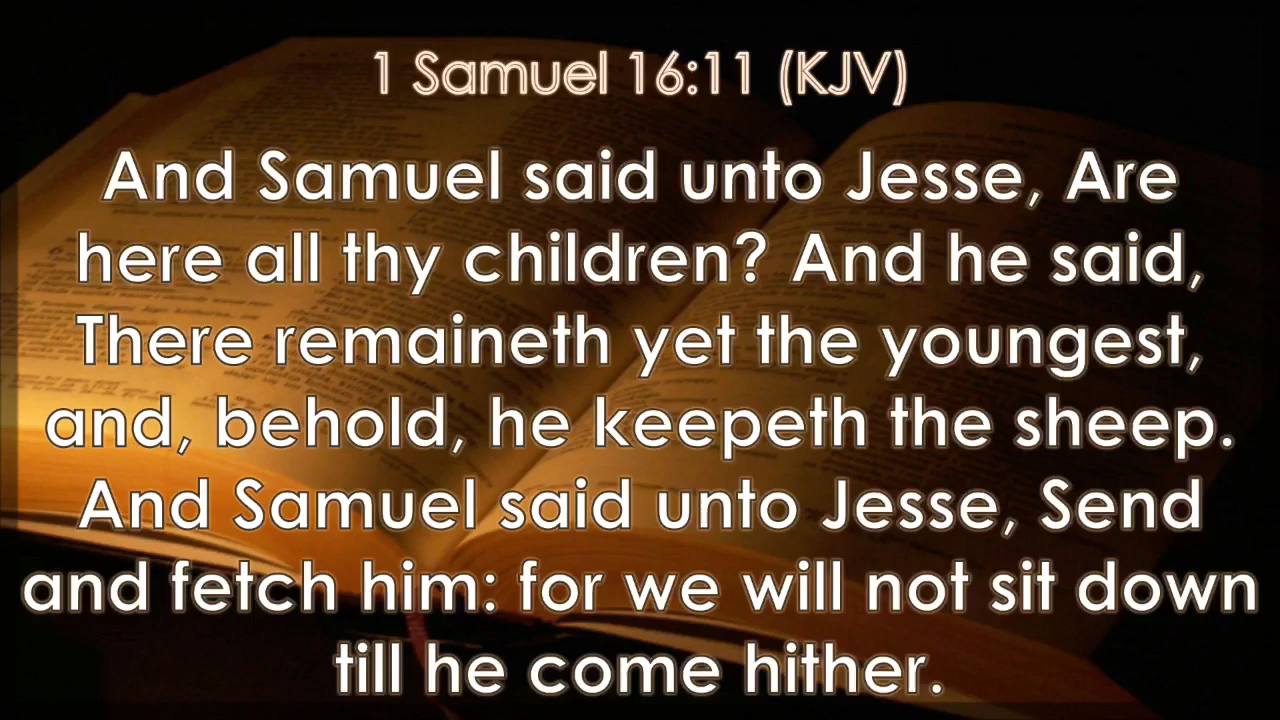 1 Samuel 16:11 (KJV)
And Samuel said unto Jesse, Are
here all thy children? And he said,
There remaineth yet the youngest,
and, behold, he keepeth the sheep.
And Samuel said unto Jesse, Send
and fetch him: for we will not sit down
till he come hither.